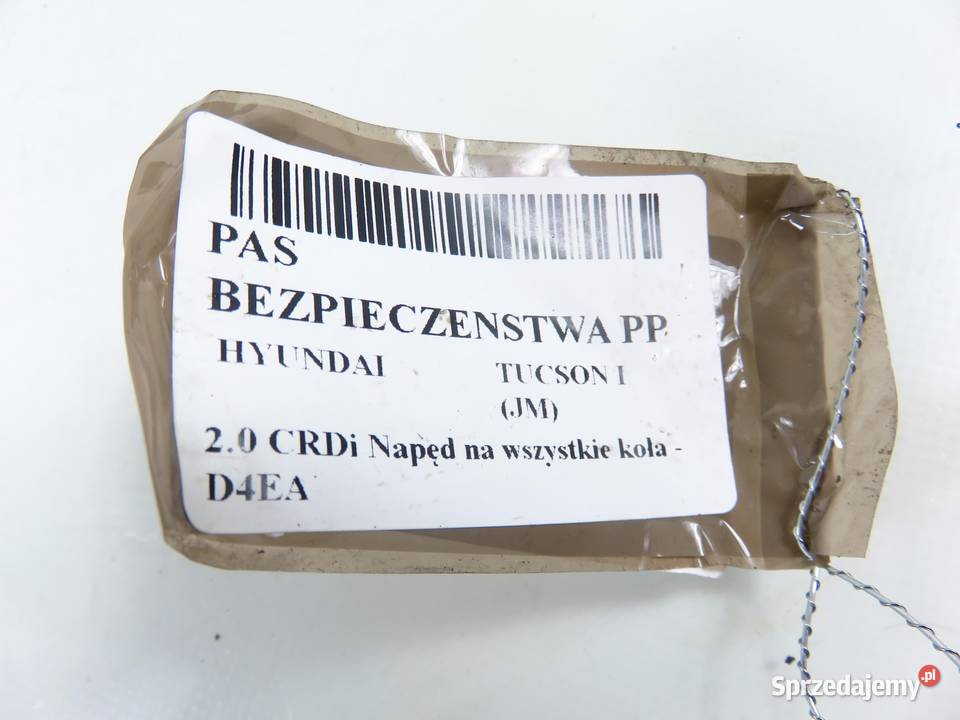 PAS
BEZPIECZENSTWA PP
HYUNDAI TUCSON I
(JM)
2.0 CRDi Napęd na wszystkie koła -
D4EA
Sprzedajemy.pl